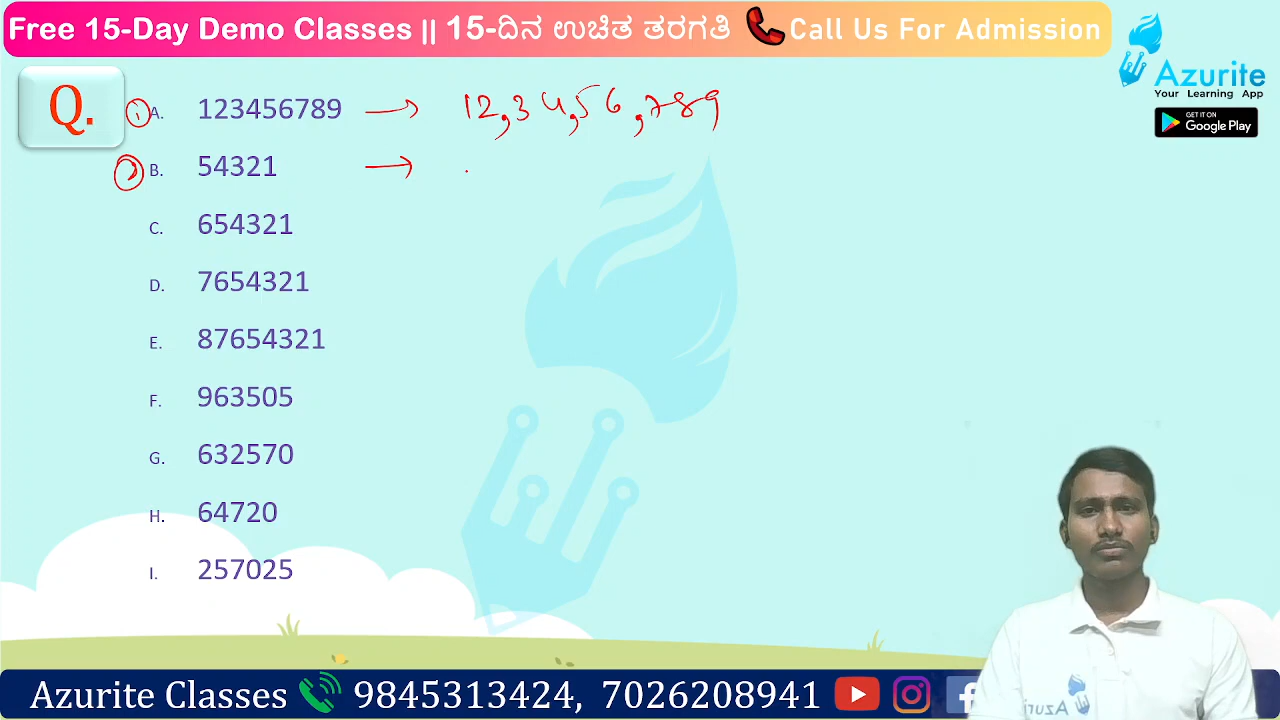 Free 15-Day Demo Classes || 15-ದಿನ ಉಚಿತ ತರಗತಿ Call Us For Admission
Azurite
Your Learning App
GET IT ON
Google Play
Q.
① A. 123456789 → 12,34,56,789
② B. 54321 →
C. 654321
D. 7654321
E. 87654321
F. 963505
G. 632570
H. 64720
I. 257025
Azurite Classes 9845313424, 7026208941